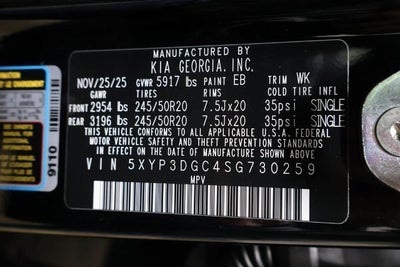 MANUFACTURED BY
KIA GEORGIA, INC.
NOV/25/25 GVWR 5917 lbs PAINT EB TRIM WK
GAWR TIRES RIMS COLD TIRE INFL
FRONT 2954 lbs 245/50R20 7.5Jx20 35psi SINGLE
REAR 3196 lbs 245/50R20 7.5Jx20 35psi SINGLE
THIS VEHICLE CONFORMS TO ALL APPLICABLE U.S.A. FEDERAL
MOTOR VEHICLE SAFETY AND THEFT PREVENTION STANDARDS
IN EFFECT ON THE DATE OF MANUFACTURE SHOWN ABOVE.
VIN 5XYP3DGC4SG730259
MPV
9110